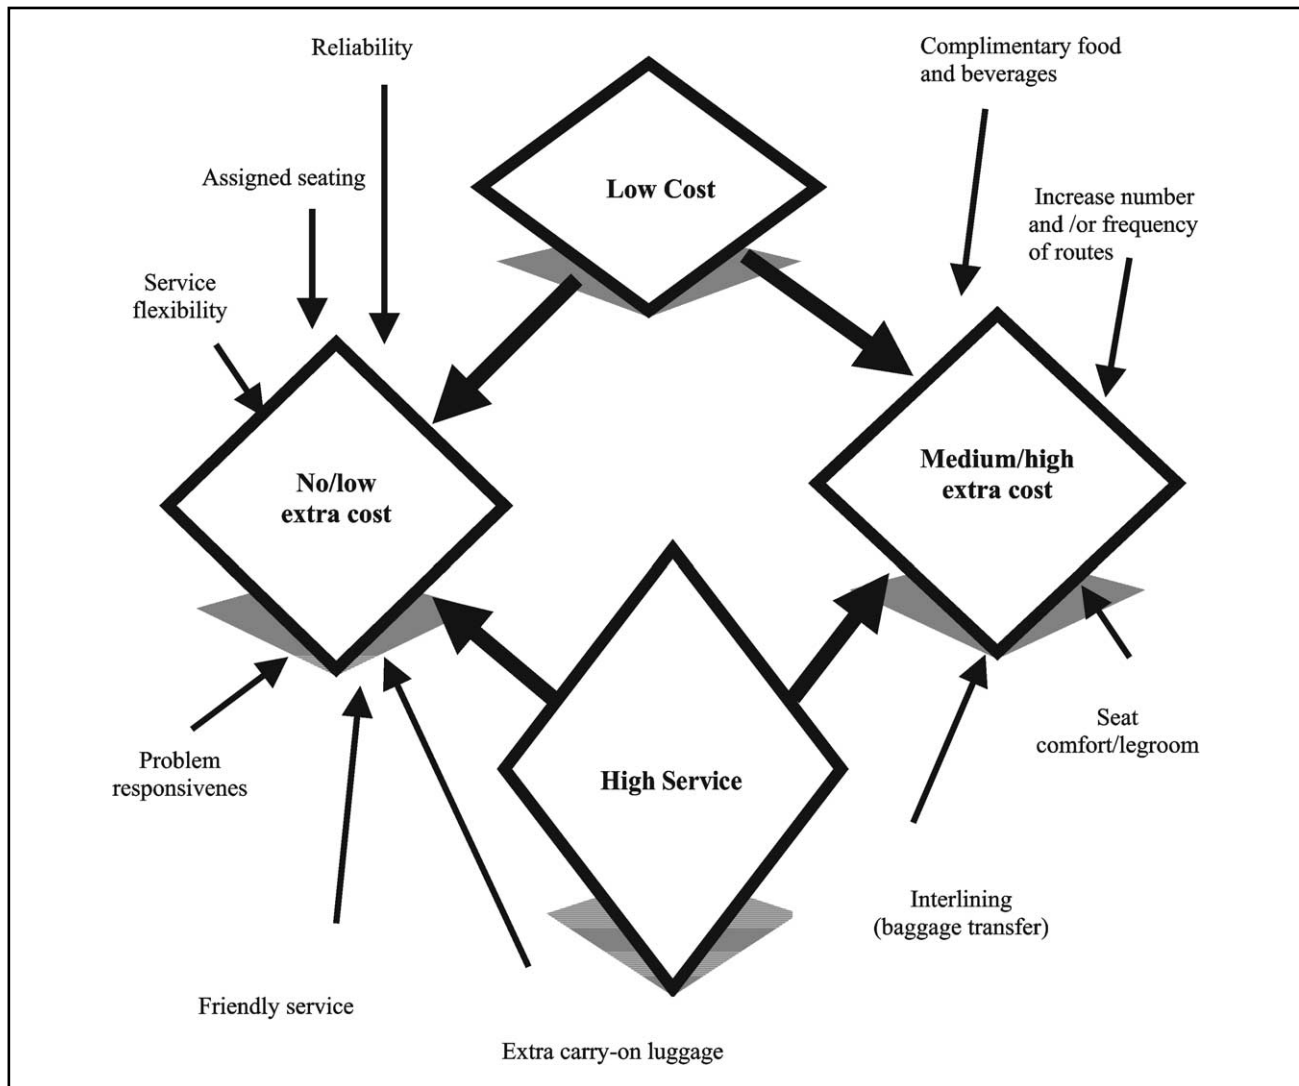 Reliability
Complimentary food
and beverages
Low Cost
Assigned seating
Increase number
and /or frequency
of routes
Service
flexibility
No/low
extra cost
Medium/high
extra cost
High Service
Problem
responsivenes
Seat
comfort/legroom
Interlining
(baggage transfer)
Friendly service
Extra carry-on luggage